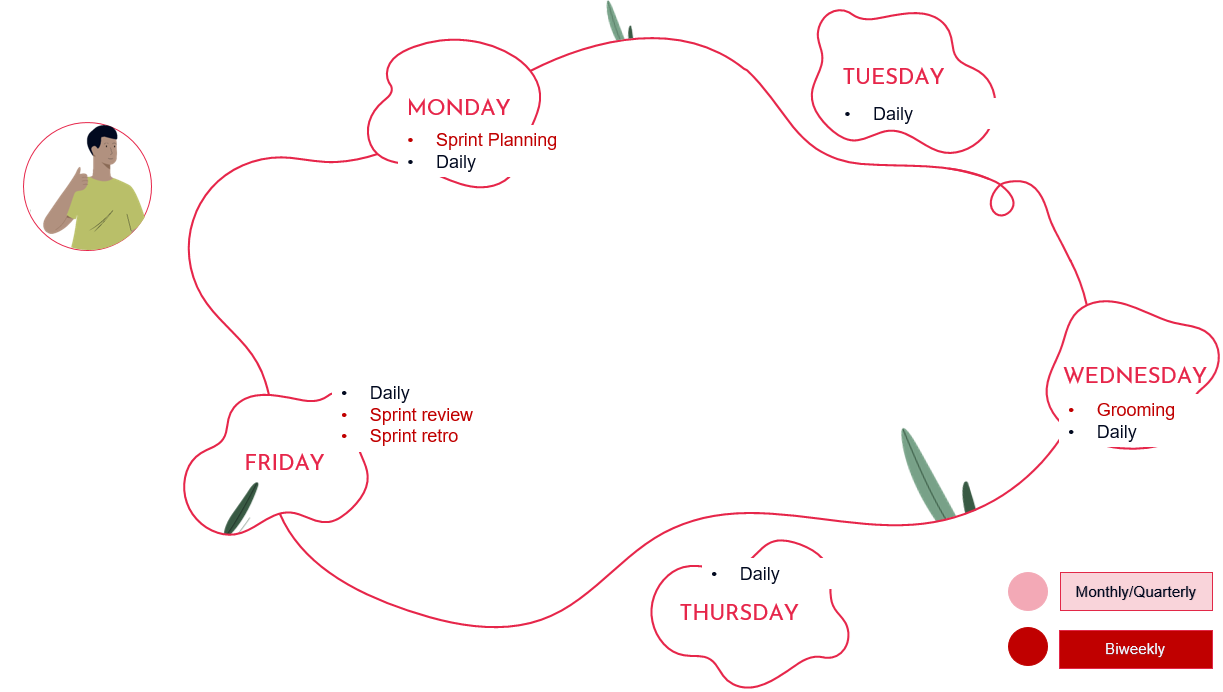 MONDAY
• Sprint Planning
• Daily
TUESDAY
• Daily
WEDNESDAY
• Grooming
• Daily
• Daily
THURSDAY
• Daily
• Sprint review
• Sprint retro
FRIDAY
Monthly/Quarterly
Biweekly